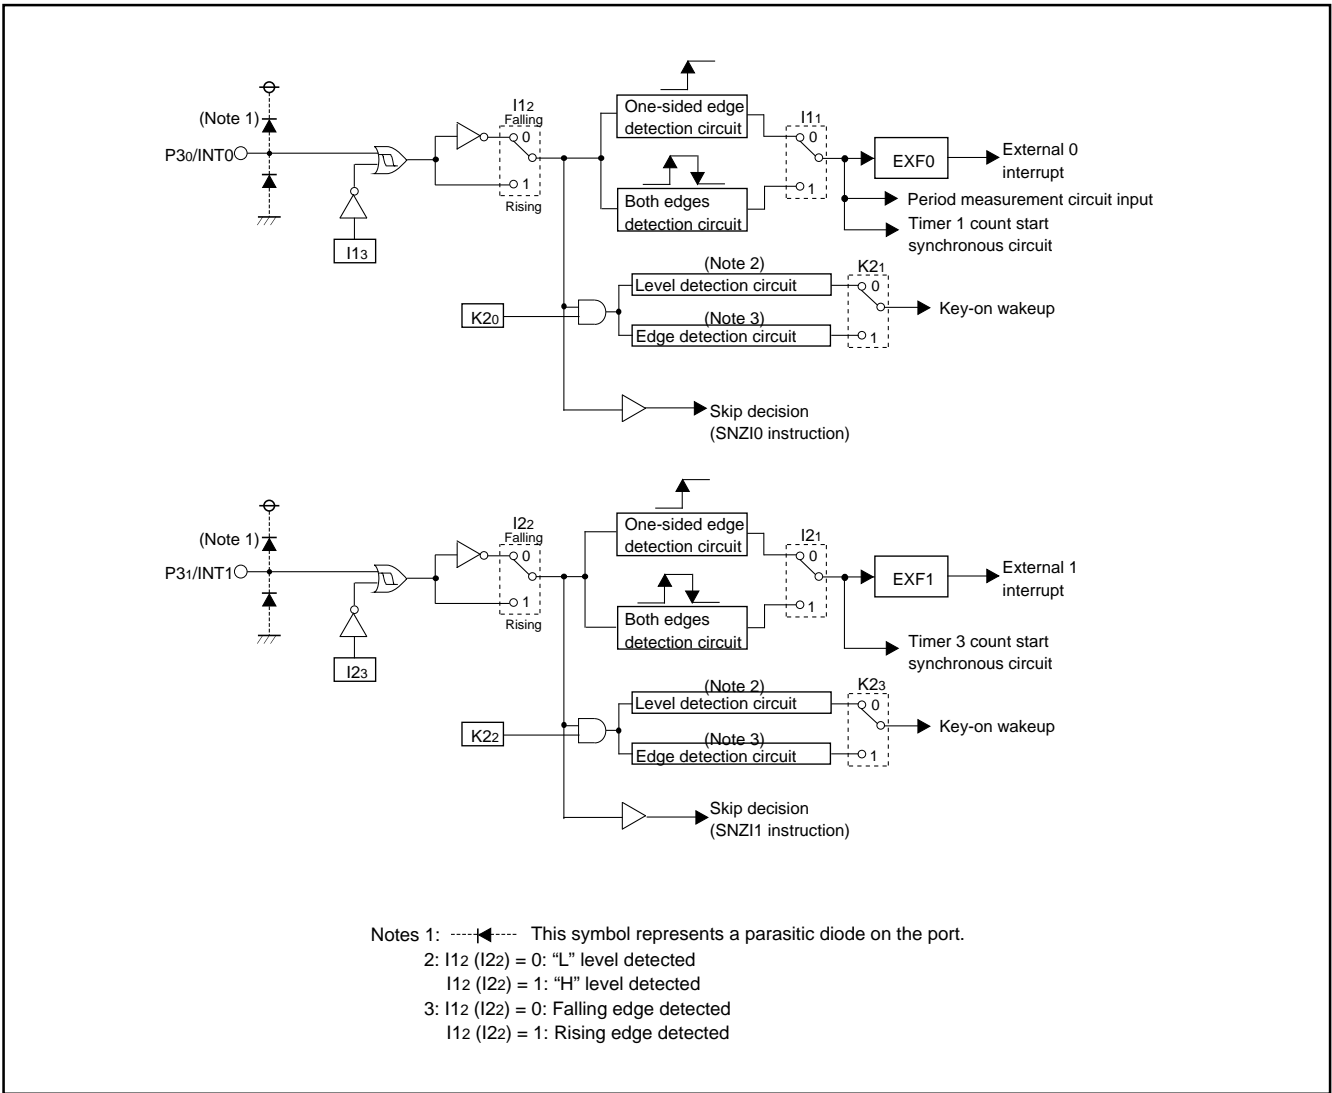 (Note 1)
P30/INT0
I13
I12
Falling
0
1
Rising
One-sided edge
detection circuit
Both edges
detection circuit
I11
0
1
EXF0
External 0
interrupt
Period measurement circuit input
Timer 1 count start
synchronous circuit
K20
(Note 2)
Level detection circuit
(Note 3)
Edge detection circuit
K21
0
1
Key-on wakeup
Skip decision
(SNZI0 instruction)
(Note 1)
P31/INT1
I23
I22
Falling
0
1
Rising
One-sided edge
detection circuit
Both edges
detection circuit
I21
0
1
EXF1
External 1
interrupt
Timer 3 count start
synchronous circuit
K22
(Note 2)
Level detection circuit
(Note 3)
Edge detection circuit
K23
0
1
Key-on wakeup
Skip decision
(SNZI1 instruction)
Notes 1: This symbol represents a parasitic diode on the port.
2: I12 (I22) = 0: “L” level detected
I12 (I22) = 1: “H” level detected
3: I12 (I22) = 0: Falling edge detected
I12 (I22) = 1: Rising edge detected